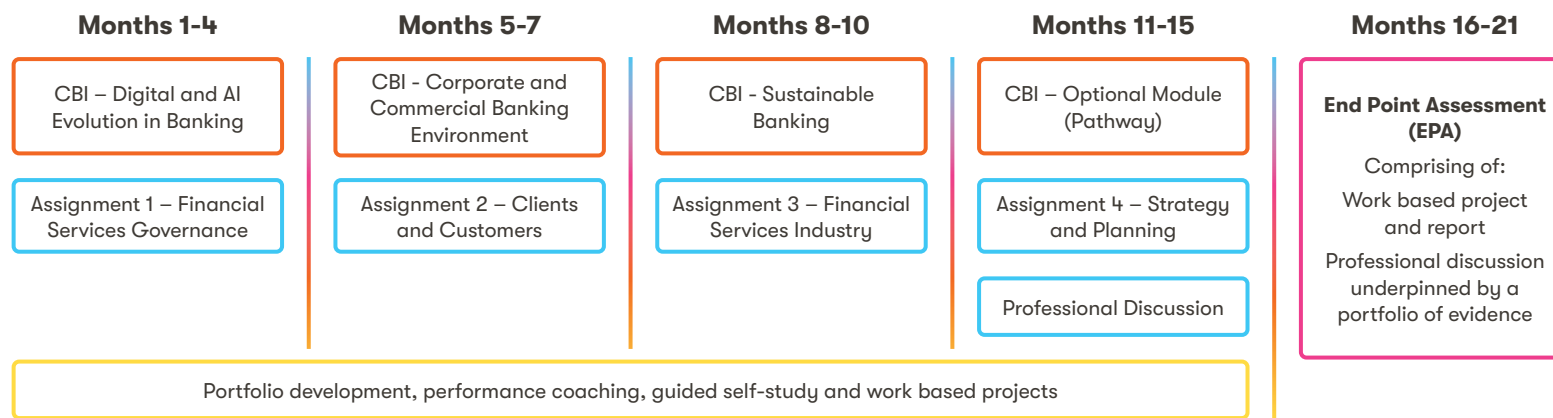 Months 1-4
CBI – Digital and AI
Evolution in Banking
Assignment 1 – Financial
Services Governance
Months 5-7
CBI - Corporate and
Commercial Banking
Environment
Assignment 2 – Clients
and Customers
Months 8-10
CBI - Sustainable
Banking
Assignment 3 – Financial
Services Industry
Months 11-15
CBI – Optional Module
(Pathway)
Assignment 4 – Strategy
and Planning
Professional Discussion
Portfolio development, performance coaching, guided self-study and work based projects
Months 16-21
End Point Assessment
(EPA)
Comprising of:
Work based project
and report
Professional discussion
underpinned by a
portfolio of evidence